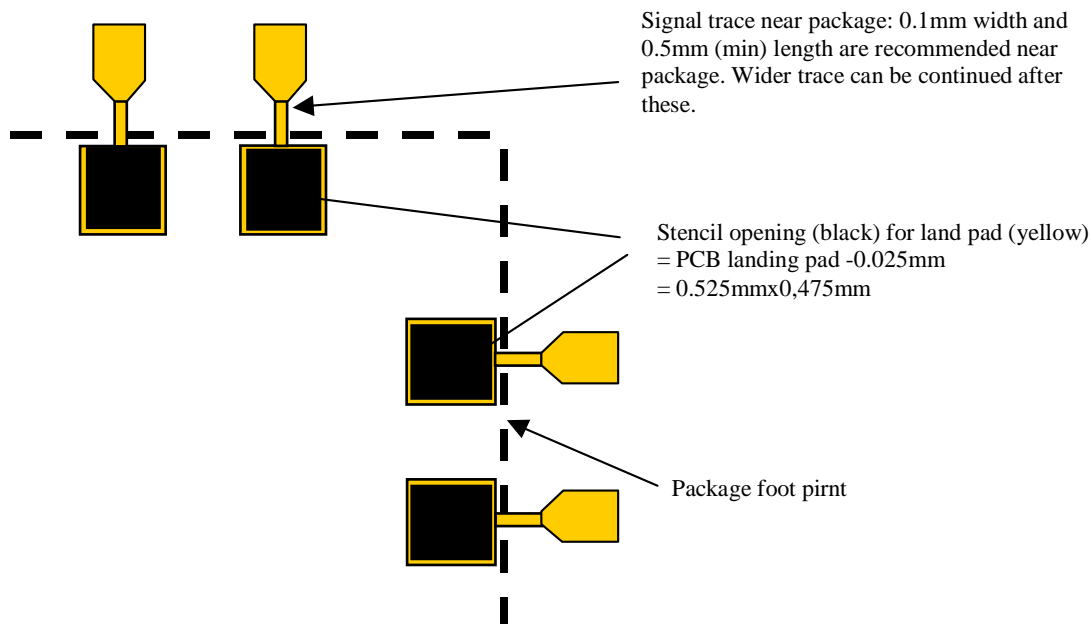 Signal trace near package: 0.1mm width and
0.5mm (min) length are recommended near
package. Wider trace can be continued after
these.
Stencil opening (black) for land pad (yellow)
= PCB landing pad -0.025mm
= 0.525mmx0,475mm
Package foot pirnt